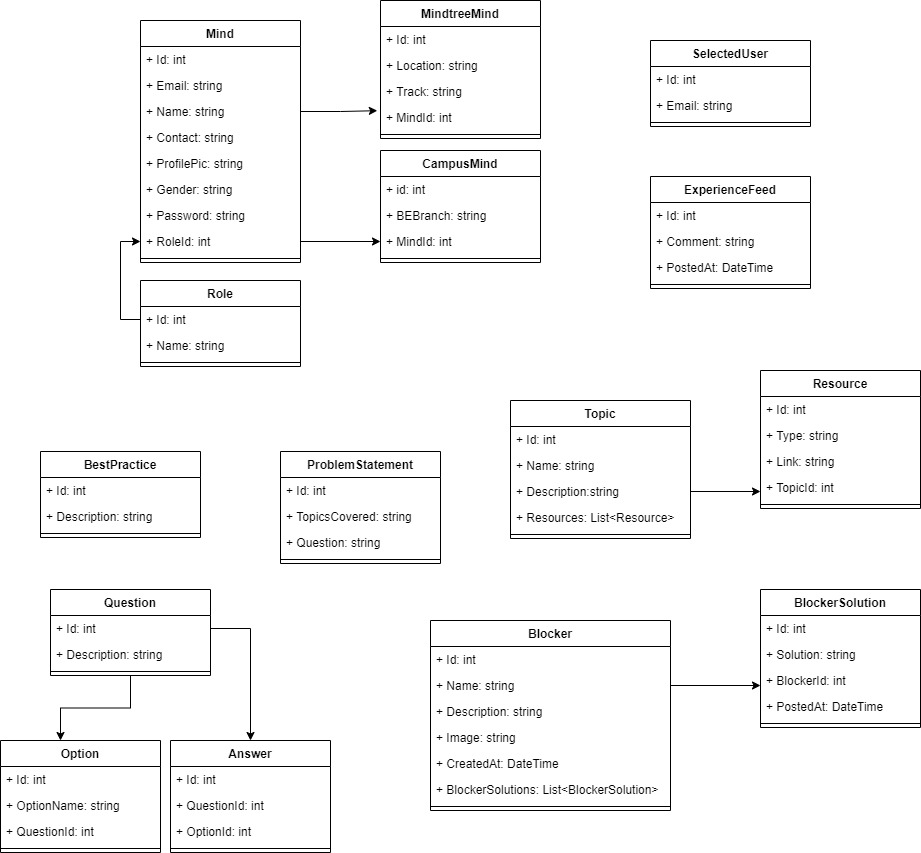 Mind
+ Id: int
+ Email: string
+ Name: string
+ Contact: string
+ ProfilePic: string
+ Gender: string
+ Password: string
+ RoleId: int
MindtreeMind
+ Id: int
+ Location: string
+ Track: string
+ MindId: int
SelectedUser
+ Id: int
+ Email: string
CampusMind
+ id: int
+ BEBranch: string
+ MindId: int
ExperienceFeed
+ Id: int
+ Comment: string
+ PostedAt: DateTime
Role
+ Id: int
+ Name: string
BestPractice
+ Id: int
+ Description: string
ProblemStatement
+ Id: int
+ TopicsCovered: string
+ Question: string
Topic
+ Id: int
+ Name: string
+ Description:string
+ Resources: List<Resource>
Resource
+ Id: int
+ Type: string
+ Link: string
+ TopicId: int
Question
+ Id: int
+ Description: string
Option
+ Id: int
+ OptionName: string
+ QuestionId: int
Answer
+ Id: int
+ QuestionId: int
+ OptionId: int
Blocker
+ Id: int
+ Name: string
+ Description: string
+ Image: string
+ CreatedAt: DateTime
+ BlockerSolutions: List<BlockerSolution>
BlockerSolution
+ Id: int
+ Solution: string
+ BlockerId: int
+ PostedAt: DateTime